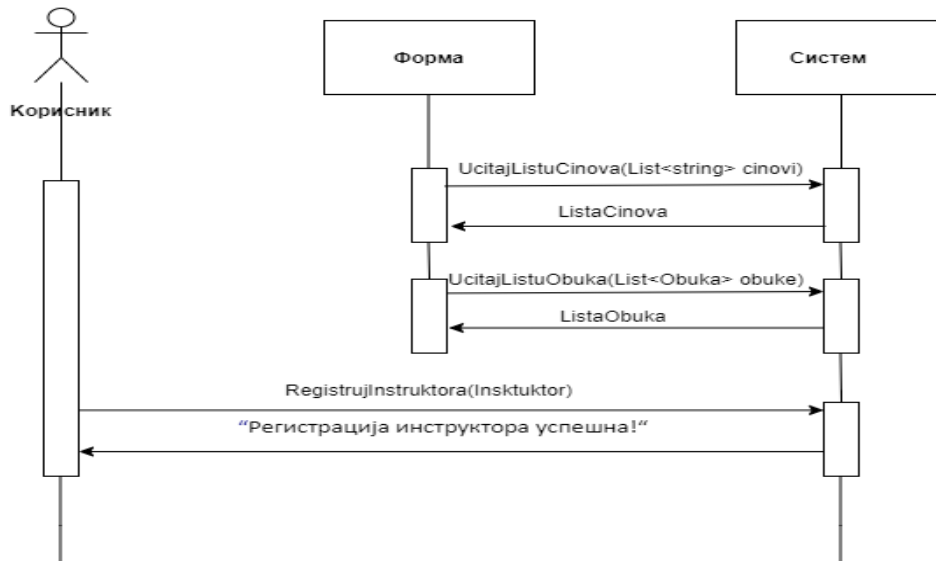 Форма
Систем
Корисник
UcitajListuCinova(List<string> cinovi)
ListaCinova
UcitajListuObuka(List<Obuka> obuke)
ListaObuka
RegistrujInstruktora(Insktuktor)
“Регистрација инструктора успешна!“